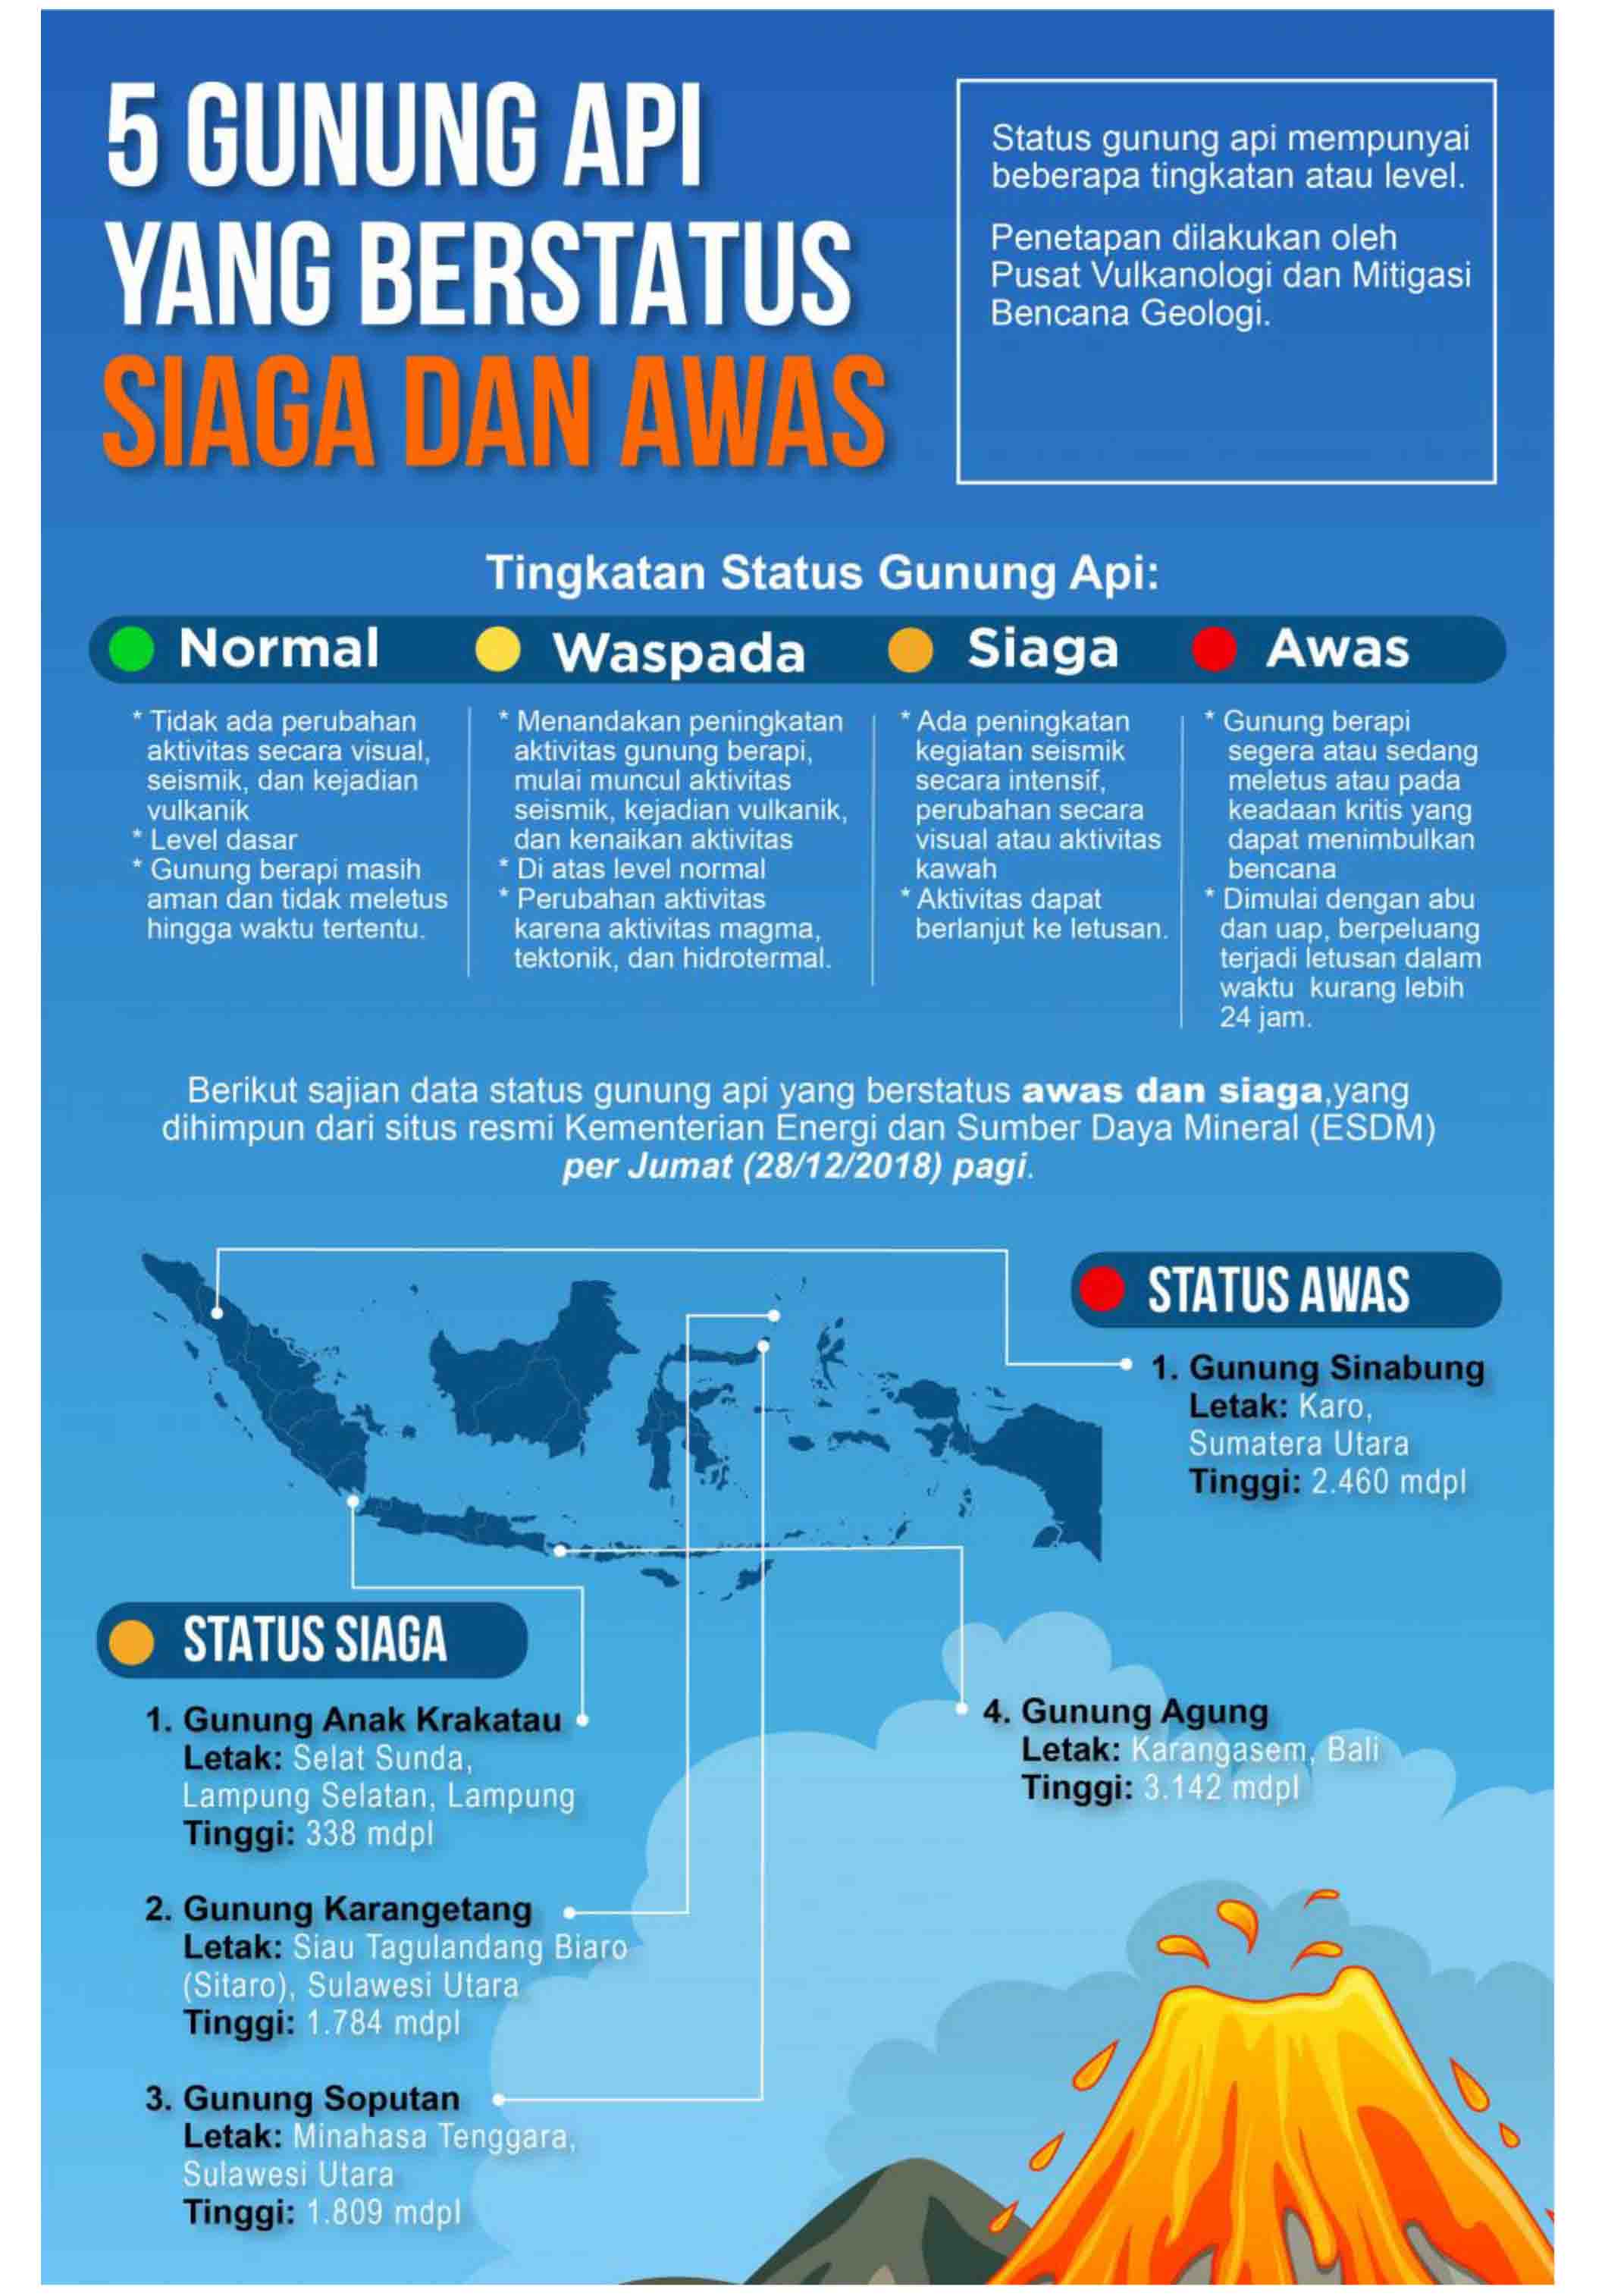 5 GUNUNG API
YANG BERSTATUS
SIAGA DAN AWAS
Status gunung api mempunyai
beberapa tingkatan atau level.
Penetapan dilakukan oleh
Pusat Vulkanologi dan Mitigasi
Bencana Geologi.
Tingkatan Status Gunung Api:
Normal
* Tidak ada perubahan
aktivitas secara visual,
seismik, dan kejadian
vulkanik
* Level dasar
* Gunung berapi masih
aman dan tidak meletus
hingga waktu tertentu.
Waspada
* Menandakan peningkatan
aktivitas gunung berapi,
mulai muncul aktivitas
seismik, kejadian vulkanik,
dan kenaikan aktivitas
* Di atas level normal
* Perubahan aktivitas
karena aktivitas magma,
tektonik, dan hidrotermal.
Siaga
* Ada peningkatan
kegiatan seismik
secara intensif,
perubahan secara
visual atau aktivitas
kawah
* Aktivitas dapat
berlanjut ke letusan.
Awas
* Gunung berapi
segera atau sedang
meletus atau pada
keadaan kritis yang
dapat menimbulkan
bencana
* Dimulai dengan abu
dan uap, berpeluang
terjadi letusan dalam
waktu kurang lebih
24 jam.
Berikut sajian data status gunung api yang berstatus awas dan siaga,yang
dihimpun dari situs resmi Kementerian Energi dan Sumber Daya Mineral (ESDM)
per Jumat (28/12/2018) pagi.
STATUS AWAS
1. Gunung Sinabung
Letak: Karo,
Sumatera Utara
Tinggi: 2.460 mdpl
STATUS SIAGA
1. Gunung Anak Krakatau
Letak: Selat Sunda,
Lampung Selatan, Lampung
Tinggi: 338 mdpl
2. Gunung Karangetang
Letak: Siau Tagulandang Biaro
(Sitaro), Sulawesi Utara
Tinggi: 1.784 mdpl
3. Gunung Soputan
Letak: Minahasa Tenggara,
Sulawesi Utara
Tinggi: 1.809 mdpl
4. Gunung Agung
Letak: Karangasem, Bali
Tinggi: 3.142 mdpl